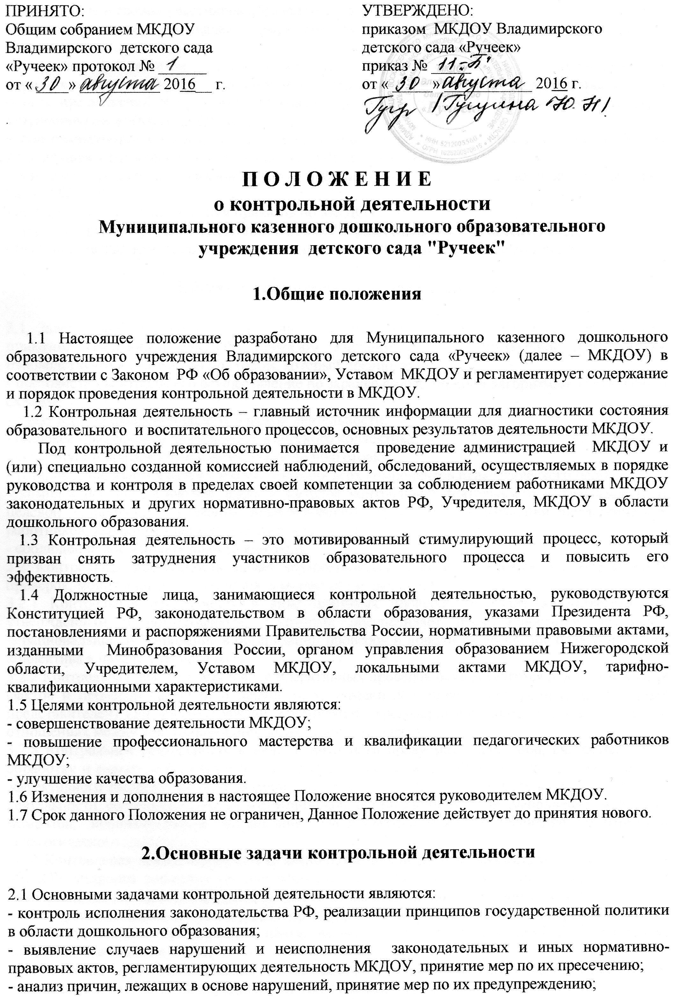 ПРИНЯТО:
Общим собранием МКДОУ
Владимирского детского сада
«Ручеек» протокол № 1
от « 30 » августа 2016 г.
УТВЕРЖДЕНО:
приказом МКДОУ Владимирского
детского сада «Ручеек»
приказ № 11-Б
от « 30 » августа 2016 г.
/Гугулина Ю.Н/
ИНН 5212005560
П О Л О Ж Е Н И Е
о контрольной деятельности
Муниципального казенного дошкольного образовательного
учреждения детского сада "Ручеек"
1.Общие положения
1.1 Настоящее положение разработано для Муниципального казенного дошкольного
образовательного учреждения Владимирского детского сада «Ручеек» (далее – МКДОУ) в
соответствии с Законом РФ «Об образовании», Уставом МКДОУ и регламентирует содержание
и порядок проведения контрольной деятельности в МКДОУ.
1.2 Контрольная деятельность – главный источник информации для диагностики состояния
образовательного и воспитательного процессов, основных результатов деятельности МКДОУ.
Под контрольной деятельностью понимается проведение администрацией МКДОУ и
(или) специально созданной комиссией наблюдений, обследований, осуществляемых в порядке
руководства и контроля в пределах своей компетенции за соблюдением работниками МКДОУ
законодательных и других нормативно-правовых актов РФ, Учредителя, МКДОУ в области
дошкольного образования.
1.3 Контрольная деятельность – это мотивированный стимулирующий процесс, который
призван снять затруднения участников образовательного процесса и повысить его
эффективность.
1.4 Должностные лица, занимающиеся контрольной деятельностью, руководствуются
Конституцией РФ, законодательством в области образования, указами Президента РФ,
постановлениями и распоряжениями Правительства России, нормативными правовыми актами,
изданными Минобразования России, органом управления образованием Нижегородской
области, Учредителем, Уставом МКДОУ, локальными актами МКДОУ, тарифно-
квалификационными характеристиками.
1.5 Целями контрольной деятельности являются:
- совершенствование деятельности МКДОУ;
- повышение профессионального мастерства и квалификации педагогических работников
МКДОУ;
- улучшение качества образования.
1.6 Изменения и дополнения в настоящее Положение вносятся руководителем МКДОУ.
1.7 Срок данного Положения не ограничен, Данное Положение действует до принятия нового.
2.Основные задачи контрольной деятельности
2.1 Основными задачами контрольной деятельности являются:
- контроль исполнения законодательства РФ, реализации принципов государственной политики
в области дошкольного образования;
- выявление случаев нарушений и неисполнения законодательных и иных нормативно-
правовых актов, регламентирующих деятельность МКДОУ, принятие мер по их пресечению;
- анализ причин, лежащих в основе нарушений, принятие мер по их предупреждению;